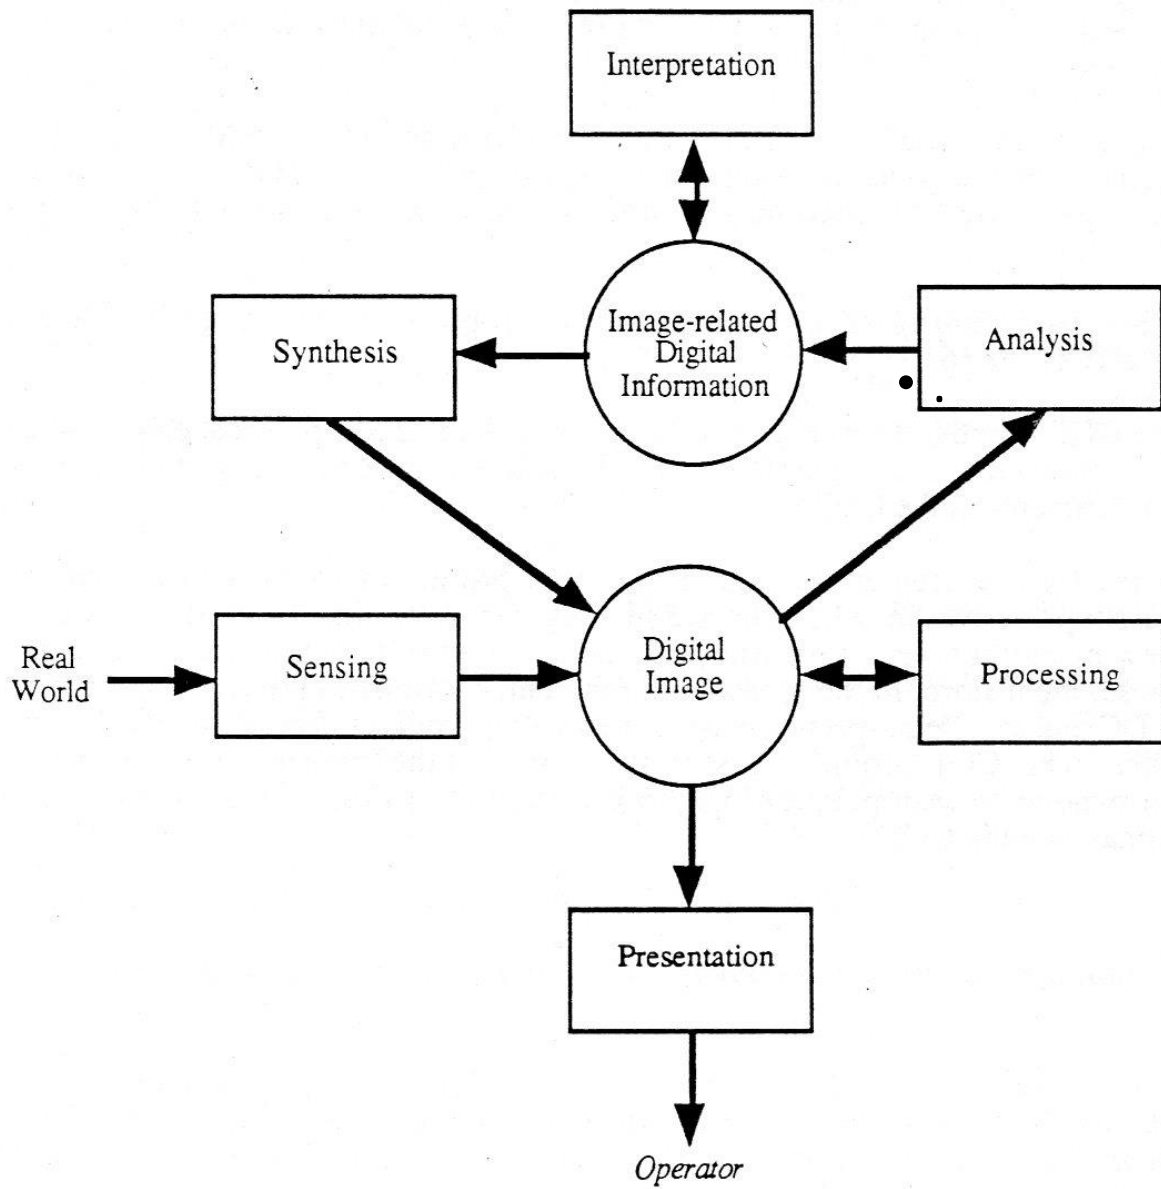 Interpretation
Synthesis
Image-related
Digital
Information
Analysis
Real
World
Sensing
Digital
Image
Processing
Presentation
Operator